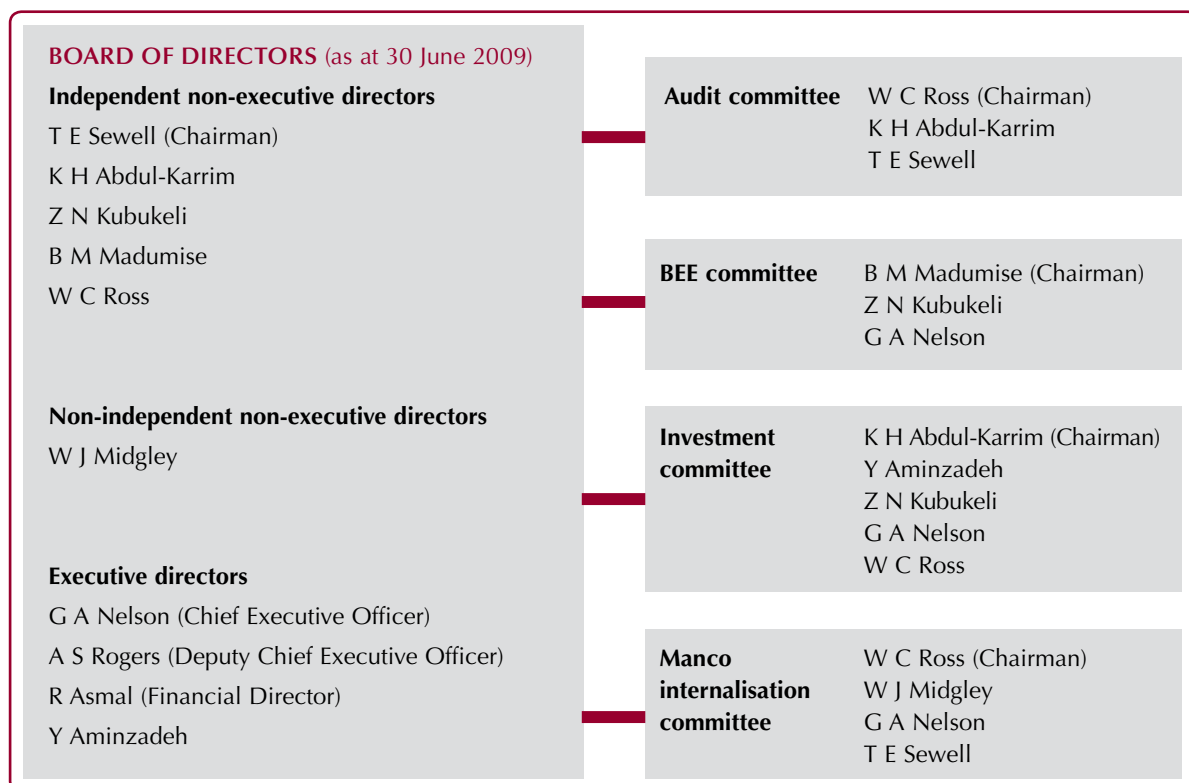 BOARD OF DIRECTORS (as at 30 June 2009)
Independent non-executive directors
T E Sewell (Chairman)
K H Abdul-Karrim
Z N Kubukeli
B M Madumise
W C Ross
Non-independent non-executive directors
W J Midgley
Executive directors
G A Nelson (Chief Executive Officer)
A S Rogers (Deputy Chief Executive Officer)
R Asmal (Financial Director)
Y Aminzadeh
Audit committee
W C Ross (Chairman)
K H Abdul-Karrim
T E Sewell
BEE committee
B M Madumise (Chairman)
Z N Kubukeli
G A Nelson
Investment
committee
K H Abdul-Karrim (Chairman)
Y Aminzadeh
Z N Kubukeli
G A Nelson
W C Ross
Manco
internalisation
committee
W C Ross (Chairman)
W J Midgley
G A Nelson
T E Sewell